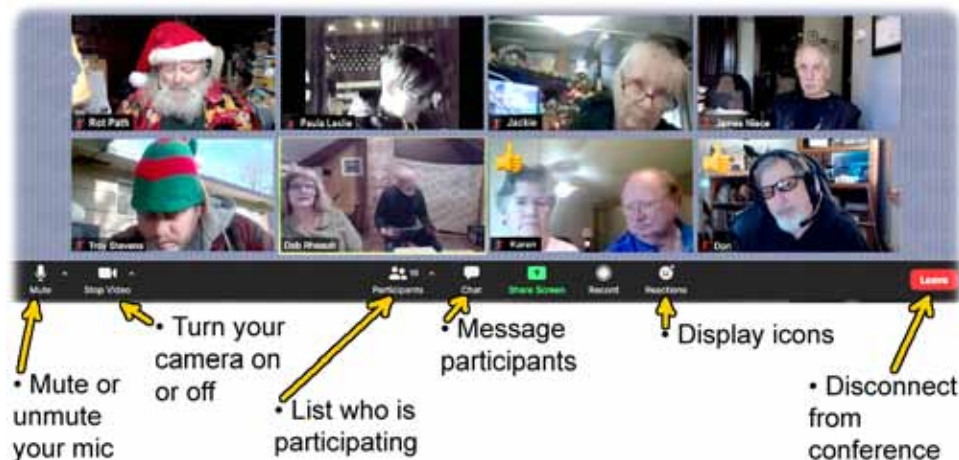 Riot Path
Paula Leslie
Jackie
James Niece
Troy Stevens
Deb Rheault
Karen
Don
Mute
Stop Video
Participants
Chat
Share Screen
Record
Reactions
Leave
• Turn your
camera on
or off
• Message
participants
• Display icons
• Mute or
unmute
your mic
• List who is
participating
• Disconnect
from
conference